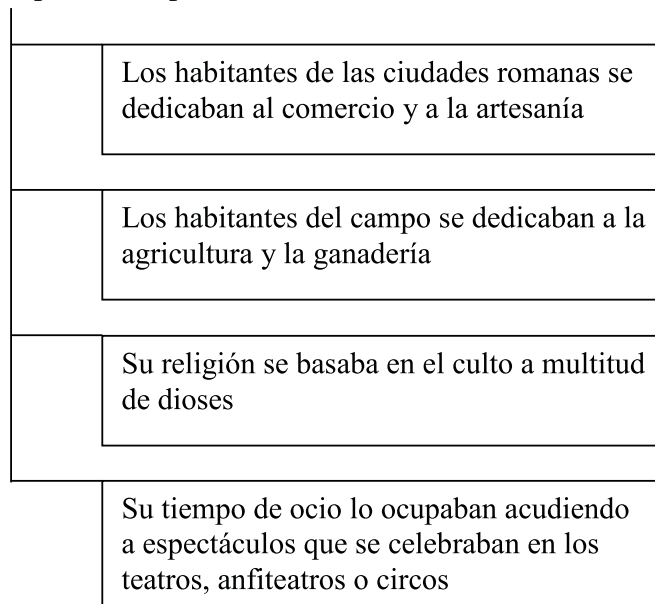 Los habitantes de las ciudades romanas se
dedicaban al comercio y a la artesanía
Los habitantes del campo se dedicaban a la
agricultura y la ganadería
Su religión se basaba en el culto a multitud
de dioses
Su tiempo de ocio lo ocupaban acudiendo
a espectáculos que se celebraban en los
teatros, anfiteatros o circos